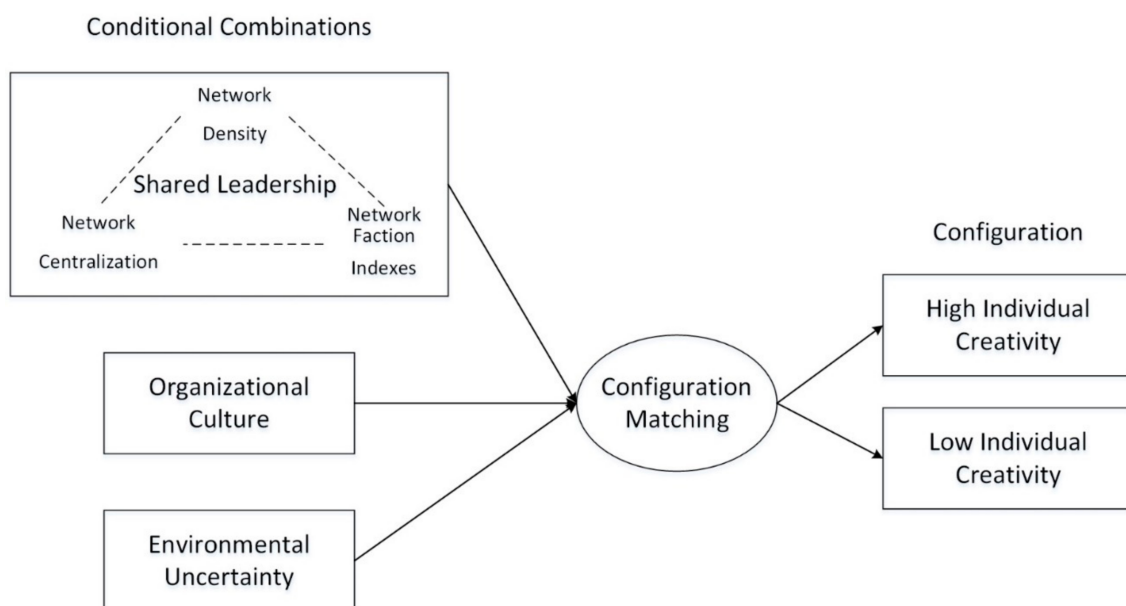 Conditional Combinations
Network
Density
Shared Leadership
Network
Centralization
Network
Faction
Indexes
Organizational
Culture
Environmental
Uncertainty
Configuration
Matching
Configuration
High Individual
Creativity
Low Individual
Creativity